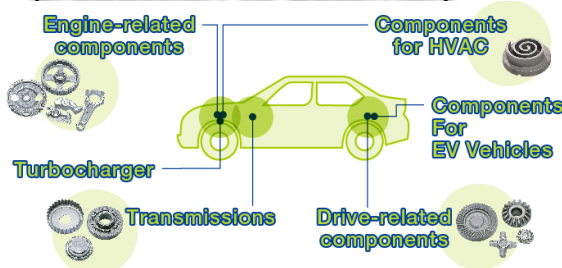 Engine-related
components
Components
for HVAC
Components
For
EV Vehicles
Turbocharger
Transmissions
Drive-related
components